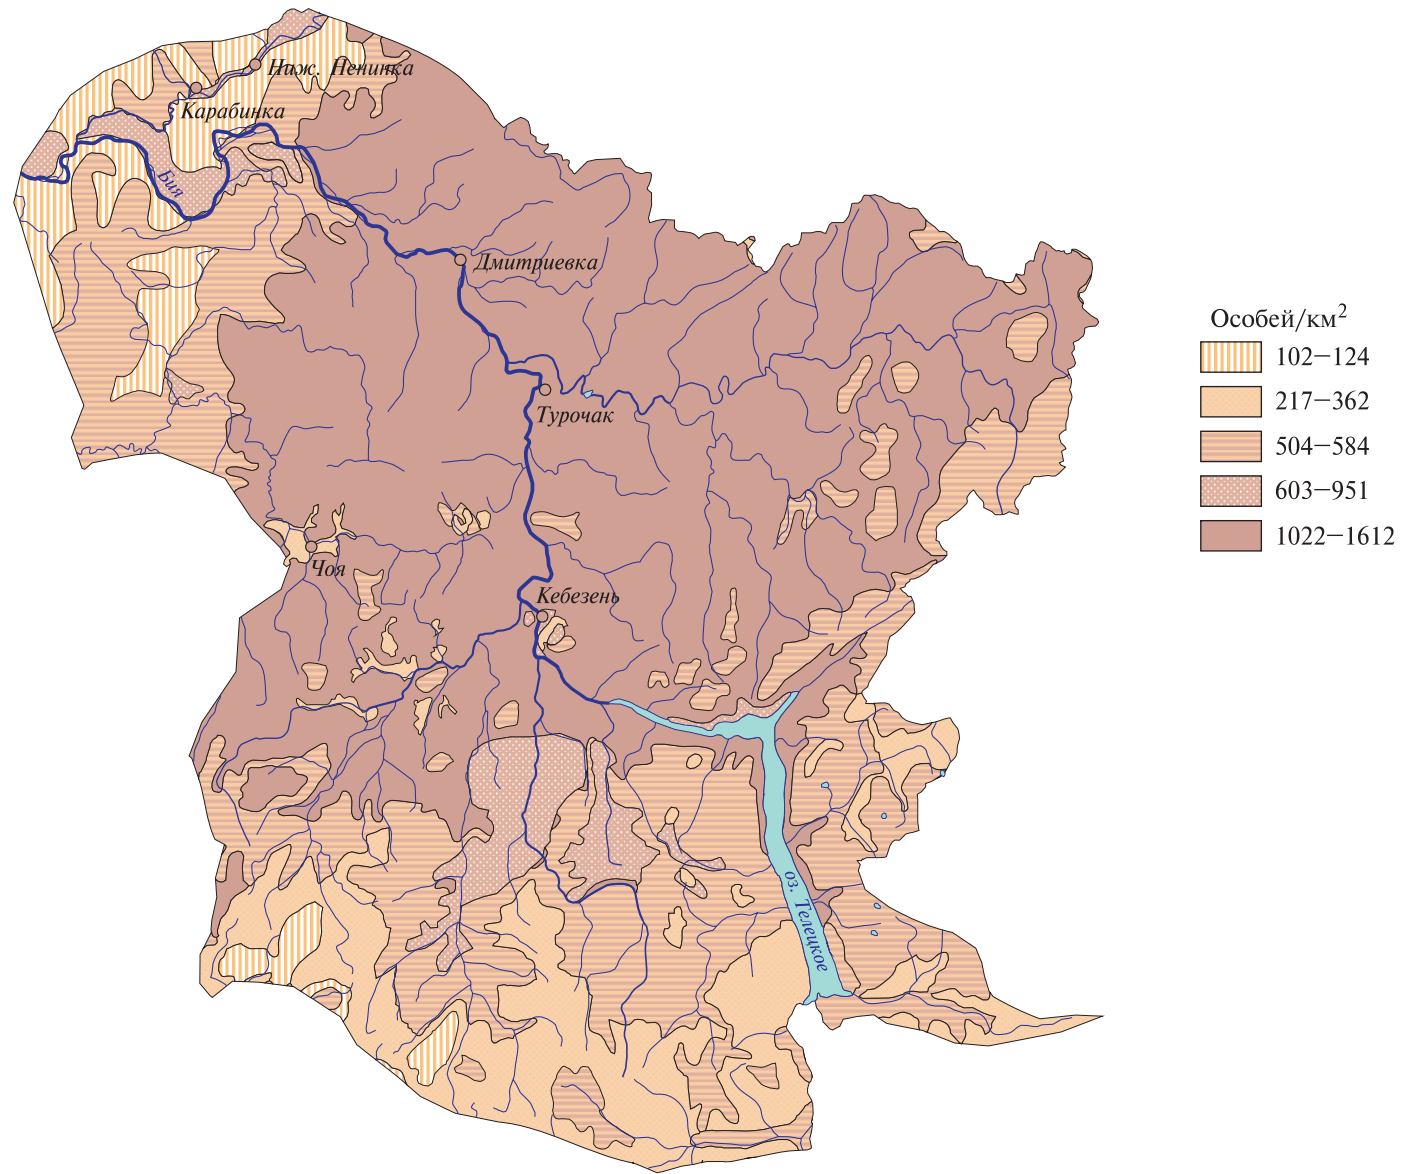 Ниж. Ненинка
Карабинка
Бия
Дмитриевка
Особей/км²
102–124
217–362
Турочак
504–584
603–951
1022–1612
Чоя
Кебезень
оз. Телецкое